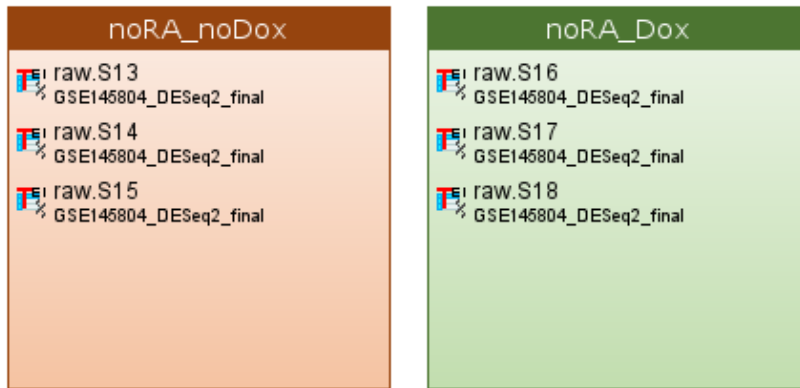 noRA_noDox
raw.S13
GSE145804_DESeq2_final
raw.S14
GSE145804_DESeq2_final
raw.S15
GSE145804_DESeq2_final
noRA_Dox
raw.S16
GSE145804_DESeq2_final
raw.S17
GSE145804_DESeq2_final
raw.S18
GSE145804_DESeq2_final